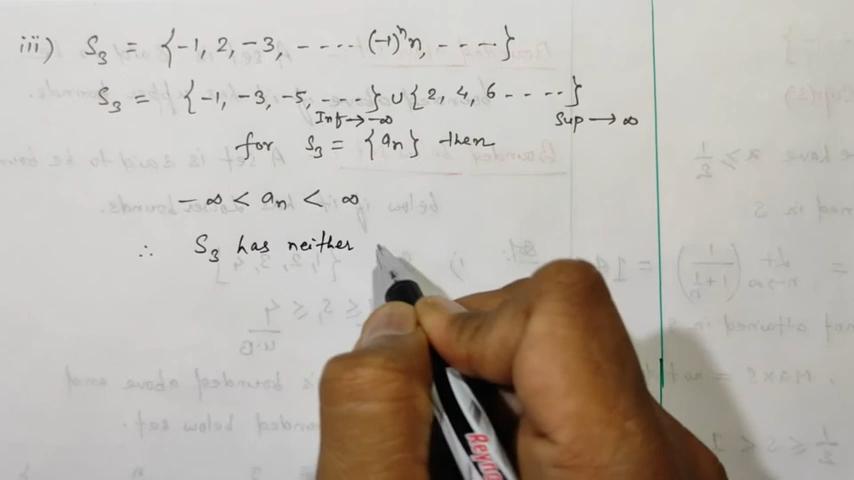 iii) S₃ = {-1, 2, -3, ---- (-1)ⁿn, ----}
S₃ = {-1, -3, -5, ----} ∪ {2, 4, 6 ----}
Inf → -∞ Sup → ∞
for S₃ = {aₙ} then
-∞ < aₙ < ∞
∴ S₃ has neither
Reyno